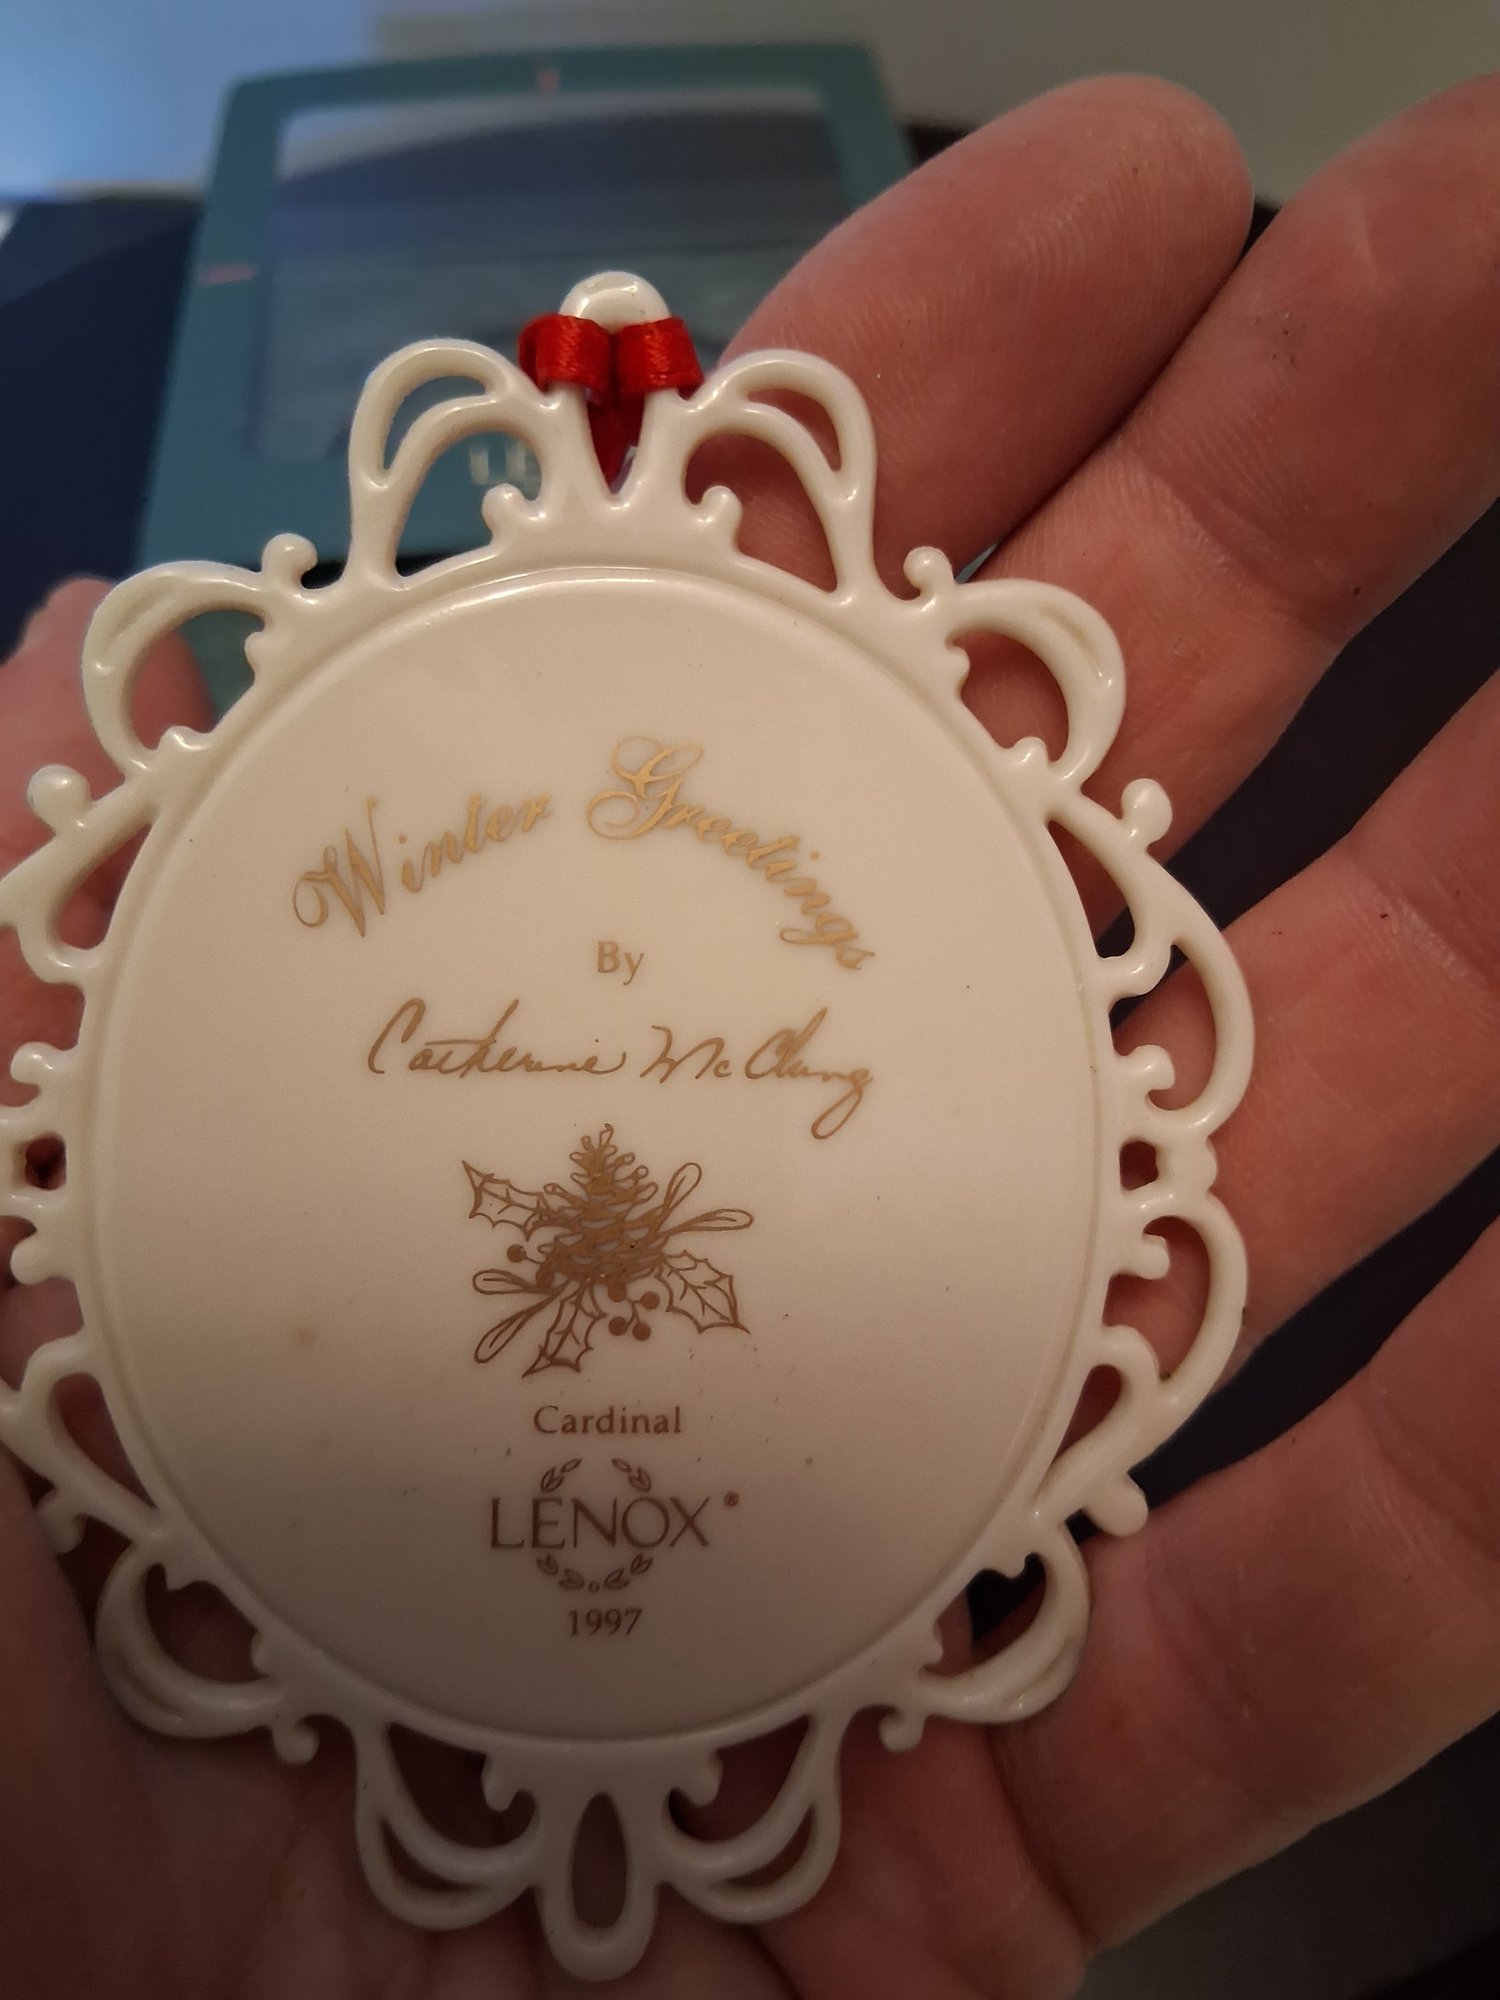 Winter Greetings
By
Catherine McClung
Cardinal
LENOX®
1997